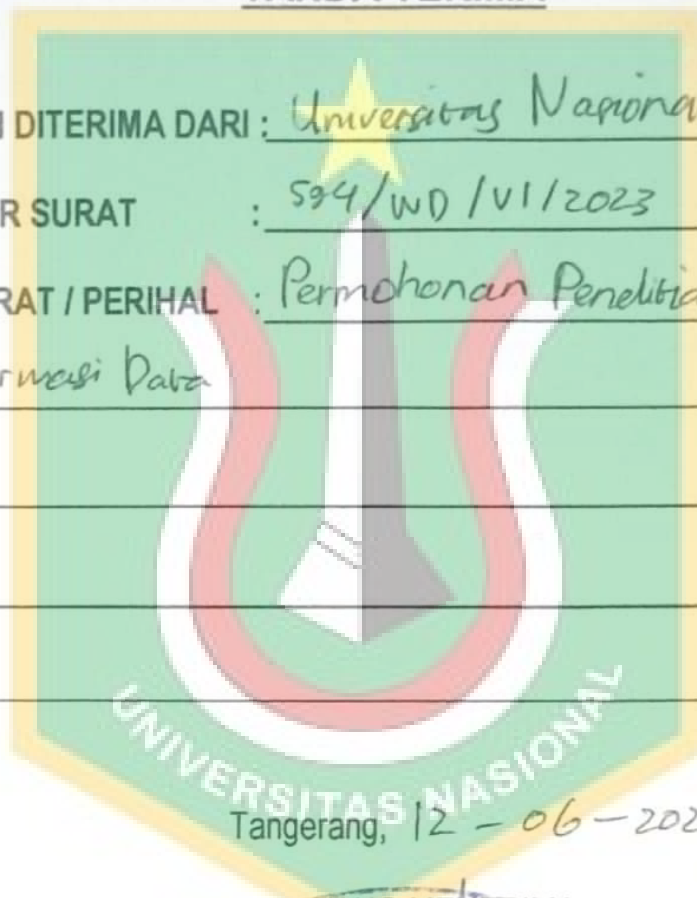 DITERIMA DARI : Universitas Nasiona
R SURAT : 594/WD/VI/2023
RAT / PERIHAL : Permohonan Penelitia
rmasi Data
UNIVERSITAS NASIONAL
Tangerang, 12 - 06 - 202